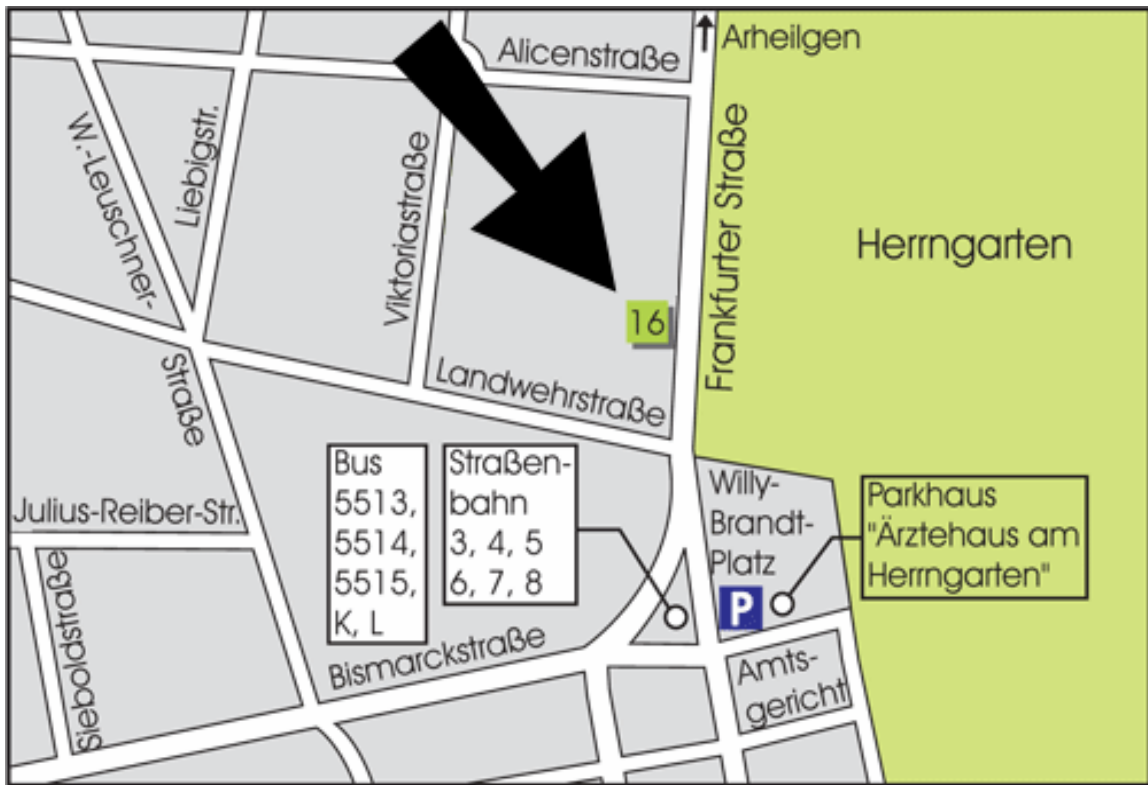 Arheilgen
Alicenstraße
W.-Leuschner-
Straße
Liebigstr.
Viktoriastraße
Frankfurter Straße
Herrngarten
16
Landwehrstraße
Bus
5513,
5514,
5515,
K, L
Straßen-
bahn
3, 4, 5
6, 7, 8
Willy-
Brandt-
Platz
P
Parkhaus
"Ärztehaus am
Herrngarten"
Julius-Reiber-Str.
Sieboldstraße
Bismarckstraße
Amts-
gericht